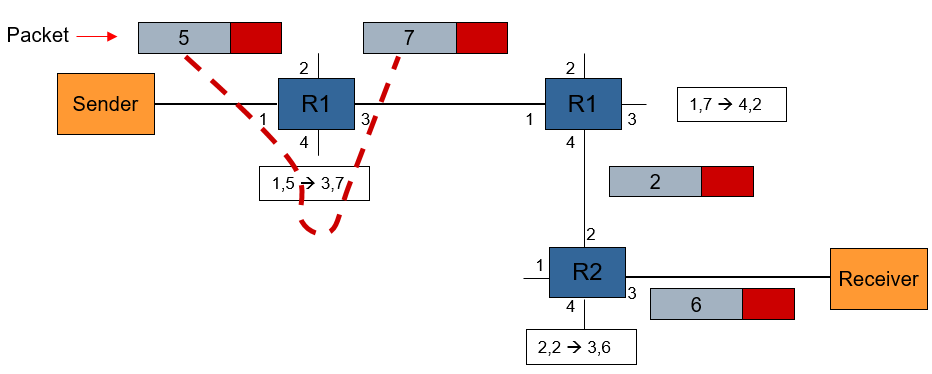 Packet
5
7
2
2
Sender
R1
R1
1,7 → 4,2
1
3
1
3
4
4
1,5 → 3,7
2
2
1
R2
Receiver
3
4
6
2,2 → 3,6